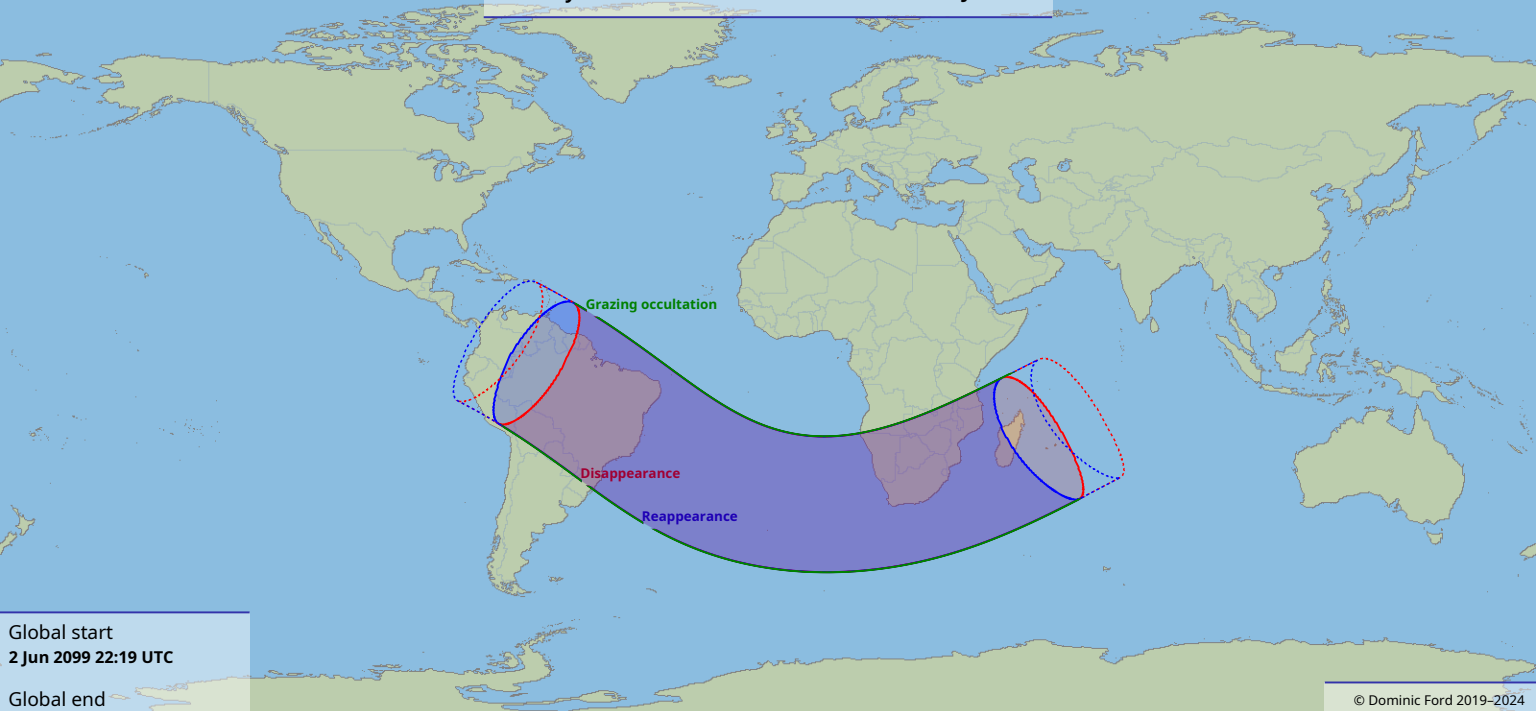 Grazing occultation
Disappearance
Reappearance
Global start
2 Jun 2099 22:19 UTC
Global end
© Dominic Ford 2019–2024